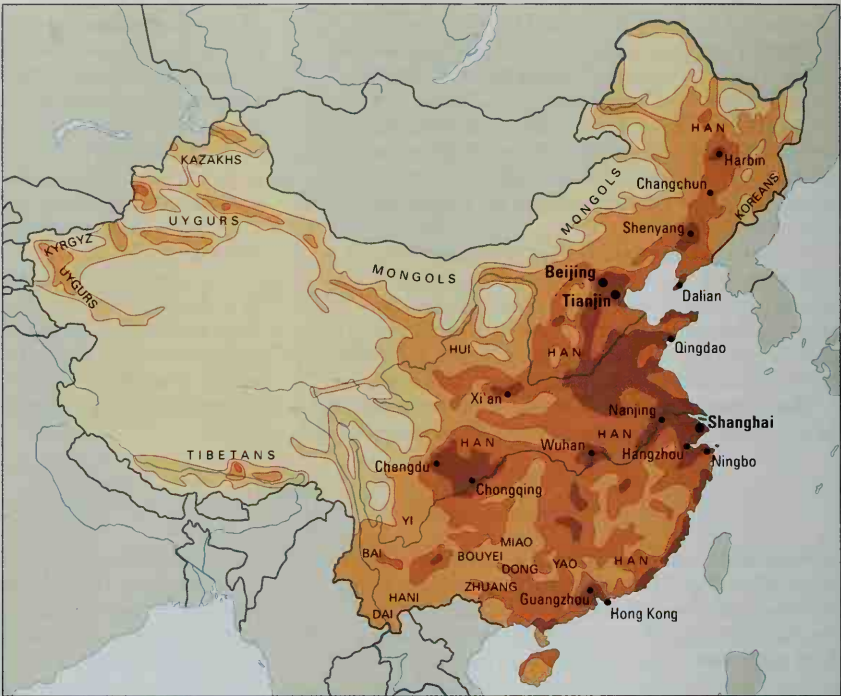 HAN
Harbin
KAZAKHS
Changchun
KOREANS
MONGOLS
UYGURS
Shenyang
KYRGYZ
UYGURS
MONGOLS
Beijing
Tianjin
Dalian
HUI
HAN
Qingdao
Xi'an
Nanjing
Shanghai
HAN
Wuhan
HAN
Hangzhou
Ningbo
TIBETANS
Chengdu
Chongqing
YI
MIAO
BAI
BOUYEI
DONG
YAO
HAN
ZHUANG
HANI
Guangzhou
Hong Kong
DAI